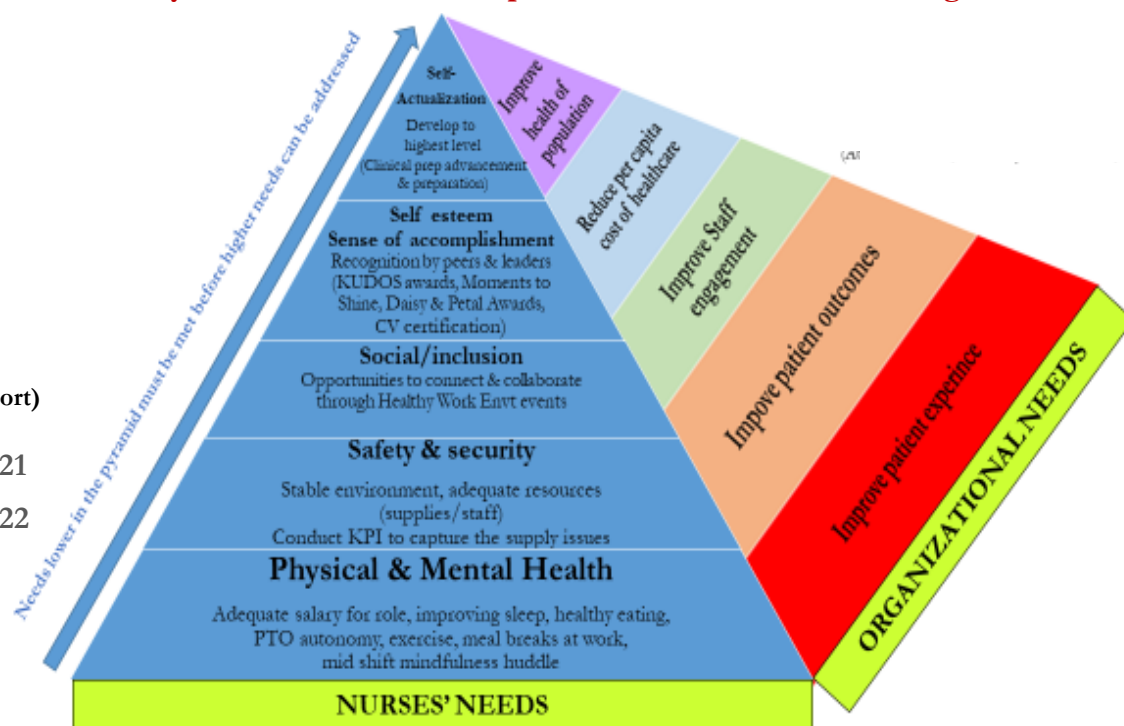 Needs lower in the pyramid must be met before higher needs can be addressed
Self-
Actualization
Develop to
highest level
(Clinical prep advancement
& preparation)
Self esteem
Sense of accomplishment
Recognition by peers & leaders
(KUDOS awards, Moments to
Shine, Daisy & Petal Awards,
CV certification)
Social/inclusion
Opportunities to connect & collaborate
through Healthy Work Envt events
Safety & security
Stable environment, adequate resources
(supplies/staff)
Conduct KPI to capture the supply issues
Physical & Mental Health
Adequate salary for role, improving sleep, healthy eating,
PTO autonomy, exercise, meal breaks at work,
mid shift mindfulness huddle
NURSES' NEEDS
Improve
health of
population
Reduce per capita
cost of healthcare
Improve Staff
engagement
Impove patient outcomes
Improve patient experince
ORGANIZATIONAL NEEDS
ort)
21
22